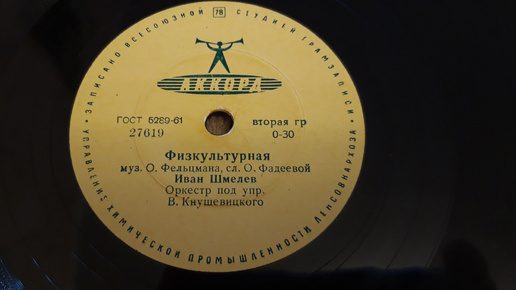 ЗАПИСАНО ВСЕСОЮЗНОЙ 78 СТУДИЕЙ ГРАМЗАПИСИ
АККОРД
ГОСТ 5289-61 вторая гр
27619 0-30
Физкультурная
муз. О. Фельцмана, сл. О. Фадеевой
Иван Шмелев
Оркестр под упр.
В. Кнушевицкого
УПРАВЛЕНИЕ ХИМИЧЕСКОЙ ПРОМЫШЛЕННОСТИ ЛЕНСОВНАРХОЗА